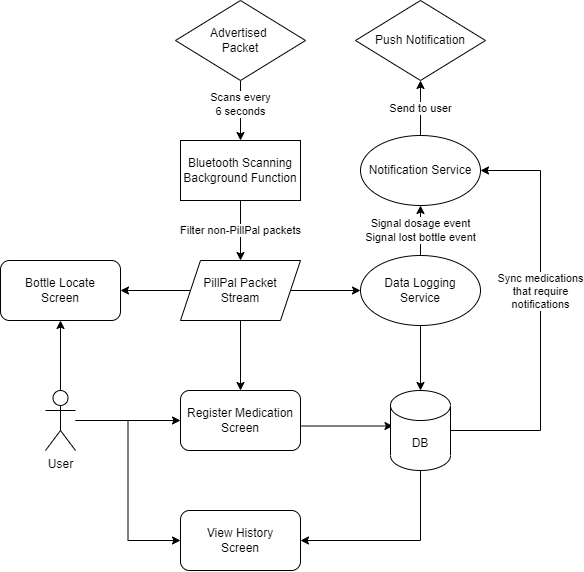 Advertised
Packet
Push Notification
Scans every
6 seconds
Send to user
Bluetooth Scanning
Background Function
Notification Service
Filter non-PillPal packets
Signal dosage event
Signal lost bottle event
Bottle Locate
Screen
PillPal Packet
Stream
Data Logging
Service
Sync medications
that require
notifications
Register Medication
Screen
DB
User
View History
Screen